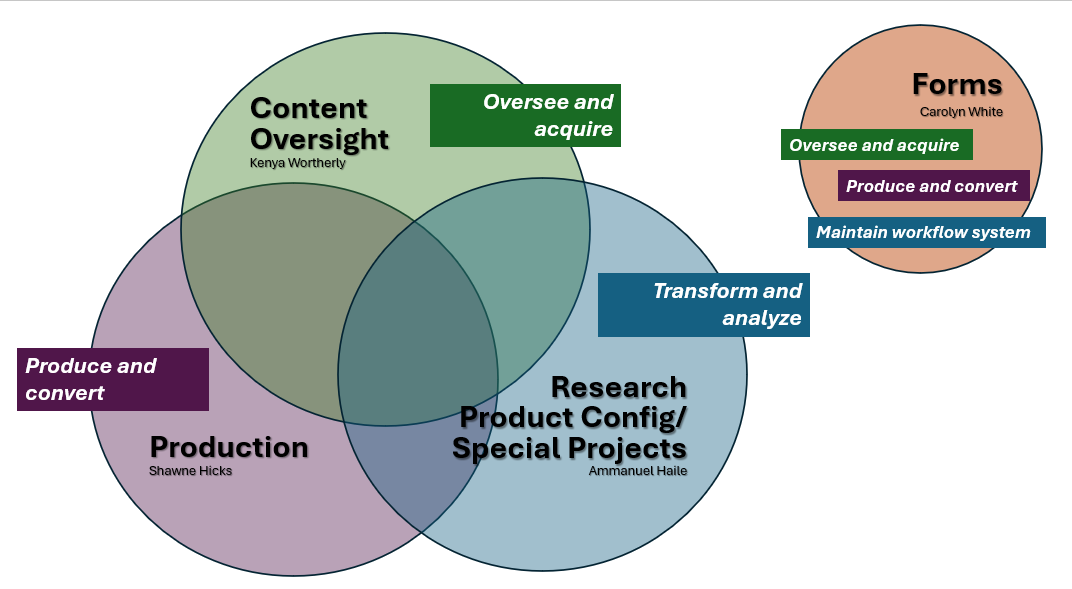 Content
Oversight
Kenya Wortherly
Oversee and
acquire
Forms
Carolyn White
Oversee and acquire
Produce and convert
Maintain workflow system
Transform and
analyze
Produce and
convert
Production
Shawne Hicks
Research
Product Config/
Special Projects
Ammanuel Haile